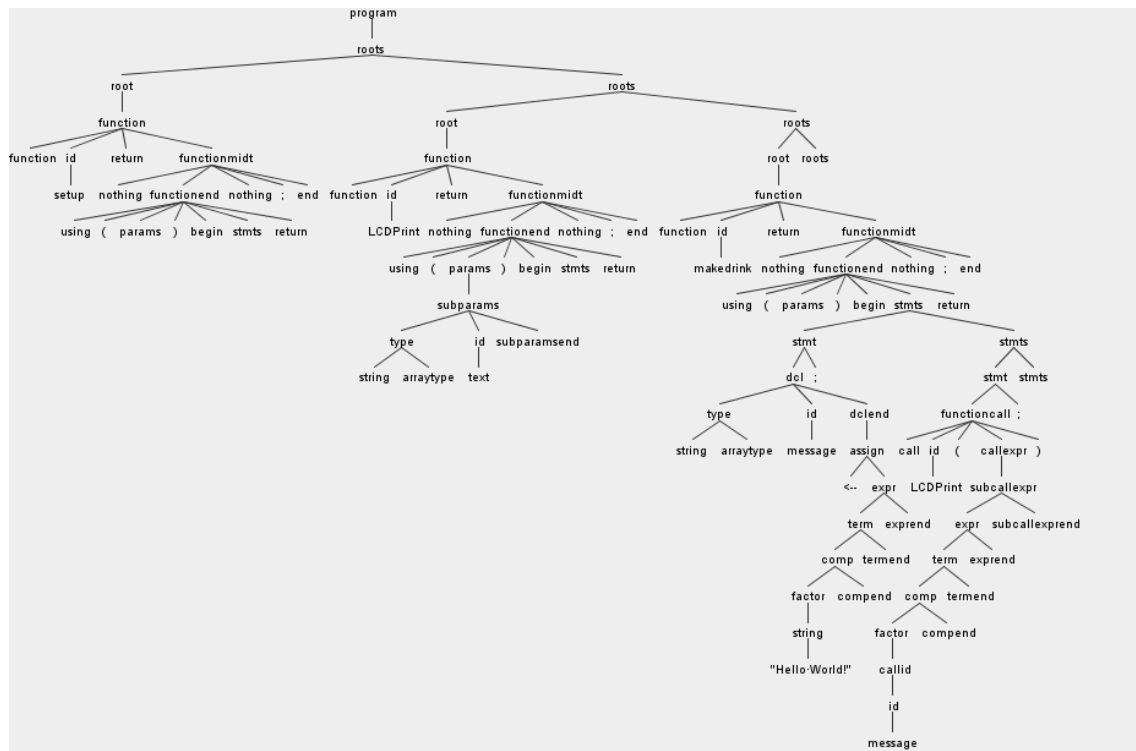 program
roots
root roots
function root roots
function id return functionmidt function root roots
setup nothing functionend nothing ; end function id return functionmidt function
using ( params ) begin stmts return LCDPrint nothing functionend nothing ; end function id return functionmidt
using ( params ) begin stmts return makedrink nothing functionend nothing ; end
subparams using ( params ) begin stmts return
type id subparamsend stmt stmts
string arraytype text dcl ; stmt stmts
type id dclend functioncall ;
string arraytype message assign call id ( callexpr )
<-- expr LCDPrint subcallexpr
term exprend expr subcallexprend
comp termend term exprend
factor compend comp termend
string factor compend
"Hello·World!" callid
id
message